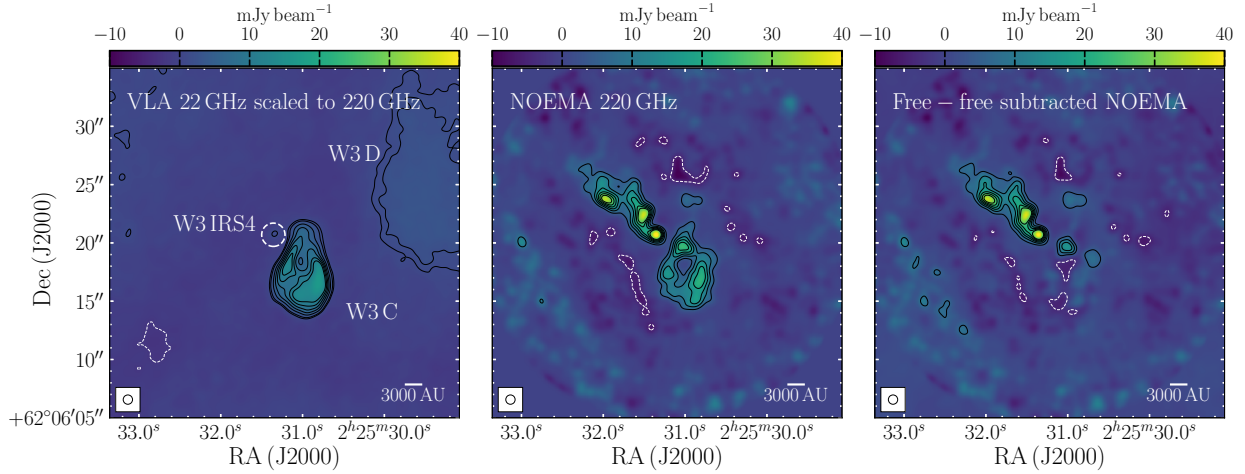 mJy beam⁻¹ mJy beam⁻¹ mJy beam⁻¹
−10 0 10 20 30 40 −10 0 10 20 30 40 −10 0 10 20 30 40
VLA 22 GHz scaled to 220 GHz NOEMA 220 GHz Free − free subtracted NOEMA
30″
W3 D
25″
W3 IRS4
20″
15″
W3 C
10″
3000 AU 3000 AU 3000 AU
+62°06′05″
Dec (J2000)
33.0ˢ 32.0ˢ 31.0ˢ 2ʰ25ᵐ30.0ˢ 33.0ˢ 32.0ˢ 31.0ˢ 2ʰ25ᵐ30.0ˢ 33.0ˢ 32.0ˢ 31.0ˢ 2ʰ25ᵐ30.0ˢ
RA (J2000) RA (J2000) RA (J2000)